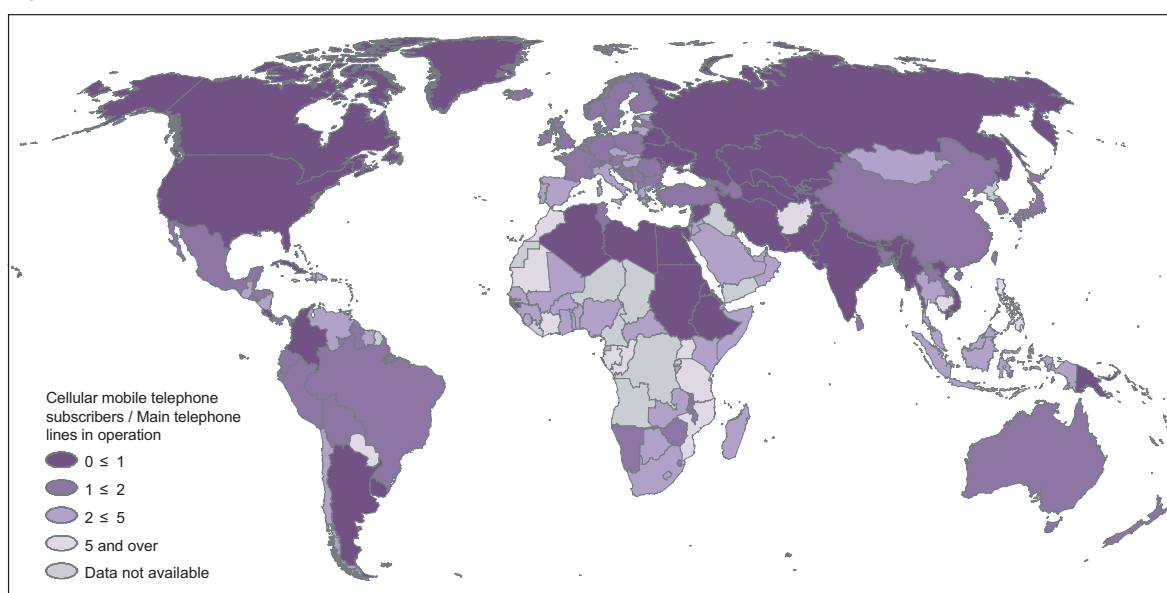 Cellular mobile telephone
subscribers / Main telephone
lines in operation
0 ≤ 1
1 ≤ 2
2 ≤ 5
5 and over
Data not available